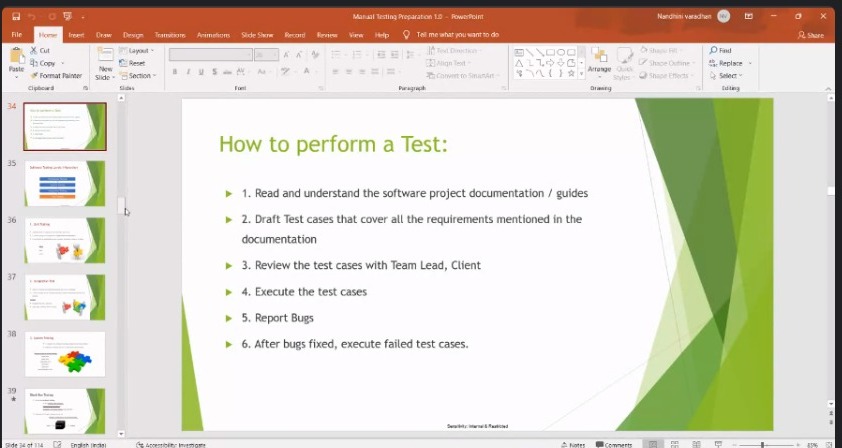 Manual Testing Preparation 1.0 - PowerPoint
Nandhini varadhan
NV
File Home Insert Draw Design Transitions Animations Slide Show Record Review View Help Tell me what you want to do Share
Paste
Cut
Copy
Format Painter
Clipboard
New
Slide
Layout
Reset
Section
Slides
B I U S abc AV Aa A
Font
Text Direction
Align Text
Convert to SmartArt
Paragraph
Arrange
Quick
Styles
Shape Fill
Shape Outline
Shape Effects
Drawing
Find
Replace
Select
Editing
34
35
36
37
38
39
How to perform a Test:
1. Read and understand the software project documentation / guides
2. Draft Test cases that cover all the requirements mentioned in the
documentation
3. Review the test cases with Team Lead, Client
4. Execute the test cases
5. Report Bugs
6. After bugs fixed, execute failed test cases.
Sensitivity: Internal & Restricted
Slide 34 of 114 English (India) Accessibility: Investigate Notes Comments 65%